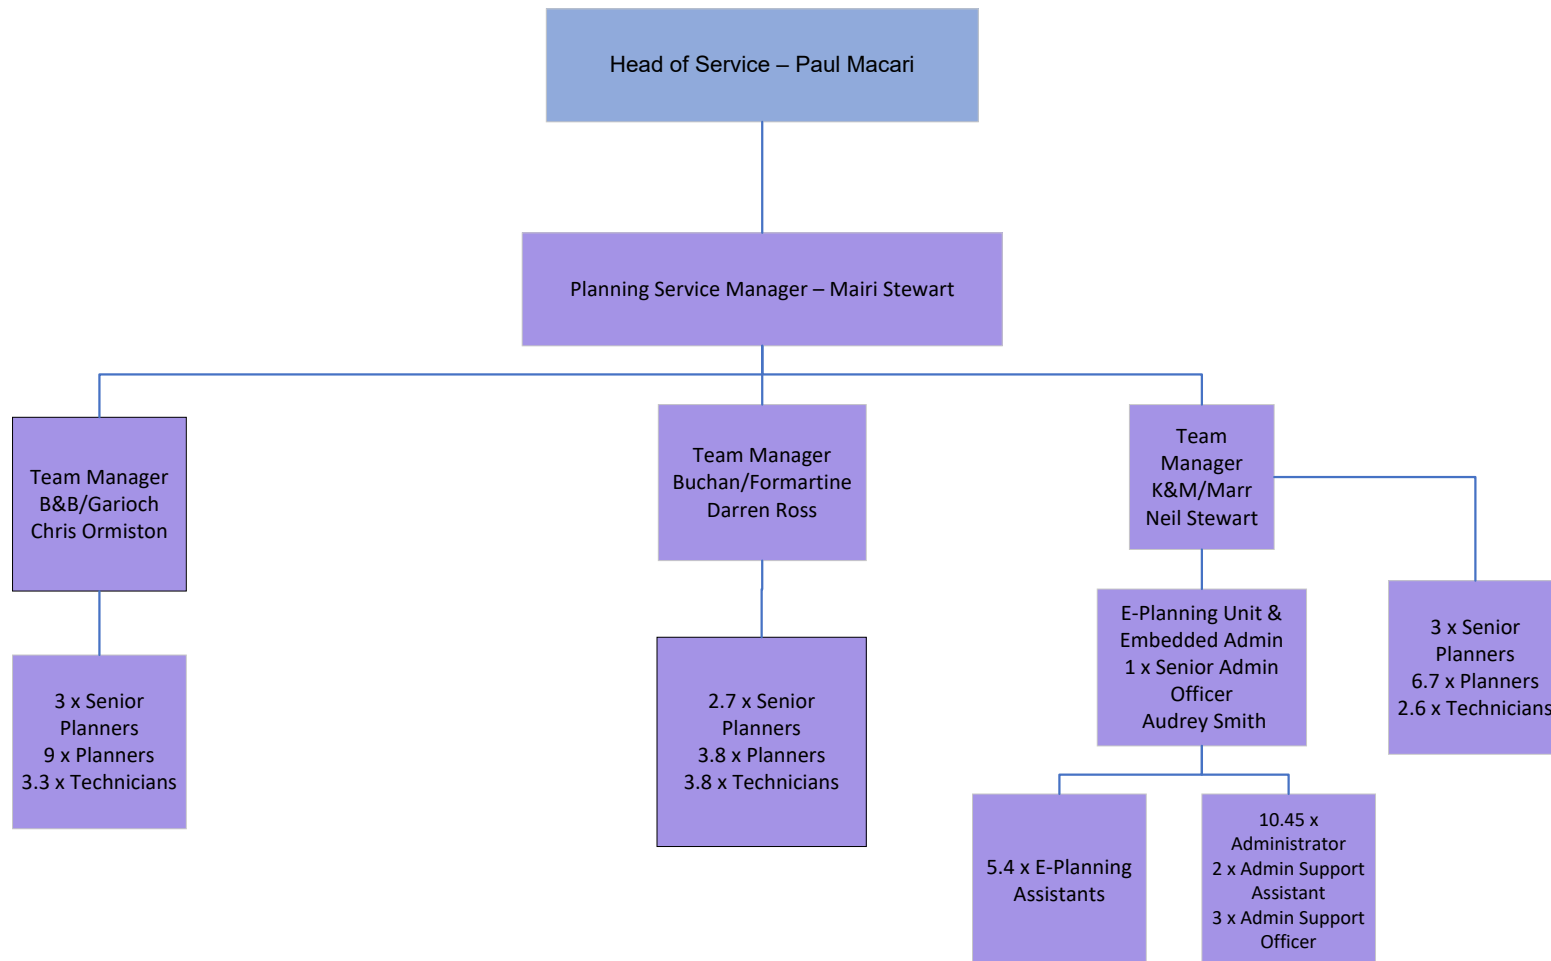 Head of Service – Paul Macari
Planning Service Manager – Mairi Stewart
Team Manager
B&B/Garioch
Chris Ormiston
Team Manager
Buchan/Formartine
Darren Ross
Team
Manager
K&M/Marr
Neil Stewart
3 x Senior
Planners
9 x Planners
3.3 x Technicians
2.7 x Senior
Planners
3.8 x Planners
3.8 x Technicians
E-Planning Unit &
Embedded Admin
1 x Senior Admin
Officer
Audrey Smith
3 x Senior
Planners
6.7 x Planners
2.6 x Technicians
5.4 x E-Planning
Assistants
10.45 x
Administrator
2 x Admin Support
Assistant
3 x Admin Support
Officer